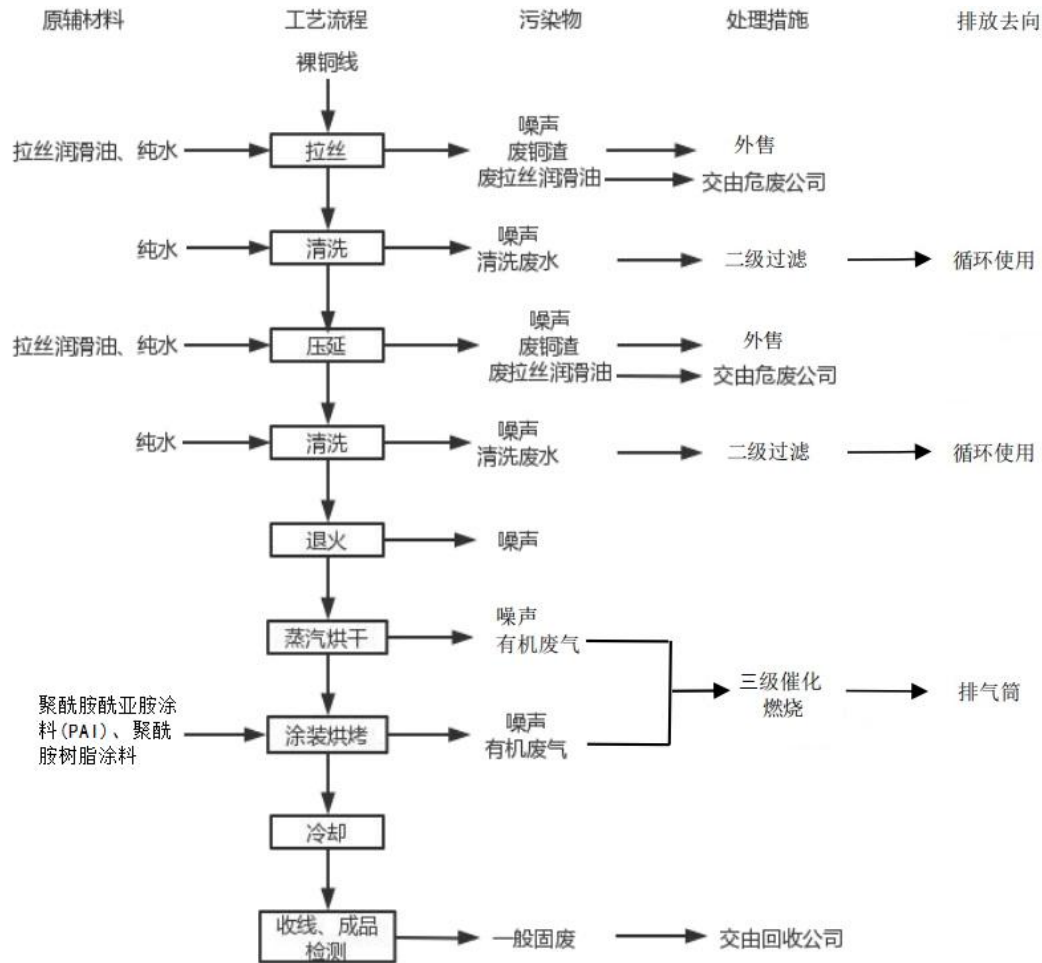 原辅材料 工艺流程 污染物 处理措施 排放去向
裸铜线
噪声
拉丝润滑油、纯水 拉丝 废铜渣 外售
废拉丝润滑油 交由危废公司
噪声
纯水 清洗 清洗废水 二级过滤 循环使用
噪声
拉丝润滑油、纯水 压延 废铜渣 外售
废拉丝润滑油 交由危废公司
噪声
纯水 清洗 清洗废水 二级过滤 循环使用
退火 噪声
噪声
蒸汽烘干 有机废气
聚酰胺酰亚胺涂
料(PAI)、聚酰
胺树脂涂料
涂装烘烤
噪声
有机废气
三级催化
燃烧
排气筒
冷却
收线、成品
检测
一般固废 交由回收公司